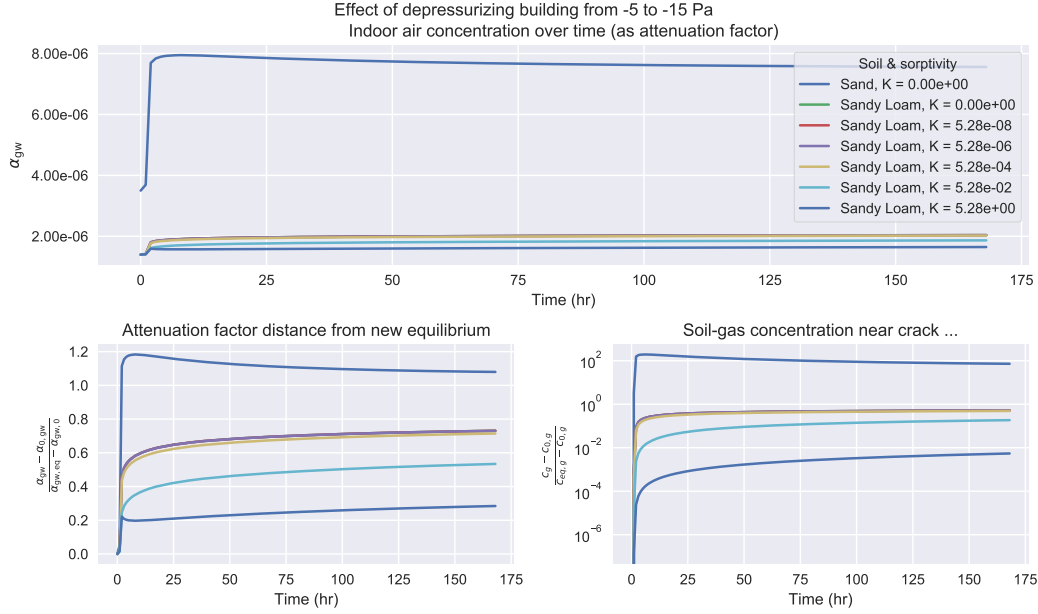 Effect of depressurizing building from -5 to -15 Pa
Indoor air concentration over time (as attenuation factor)
8.00e-06
6.00e-06
4.00e-06
2.00e-06
α_gw
Soil & sorptivity
Sand, K = 0.00e+00
Sandy Loam, K = 0.00e+00
Sandy Loam, K = 5.28e-08
Sandy Loam, K = 5.28e-06
Sandy Loam, K = 5.28e-04
Sandy Loam, K = 5.28e-02
Sandy Loam, K = 5.28e+00
0 25 50 75 100 125 150 175
Time (hr)
Attenuation factor distance from new equilibrium
1.2
1.0
0.8
0.6
0.4
0.2
0.0
α_gw − α_0, gw
α_gw, eq − α_gw, 0
0 25 50 75 100 125 150 175
Time (hr)
Soil-gas concentration near crack ...
10^2
10^0
10^−2
10^−4
10^−6
c_g − c_0, g
c_eq, g − c_0, g
0 25 50 75 100 125 150 175
Time (hr)